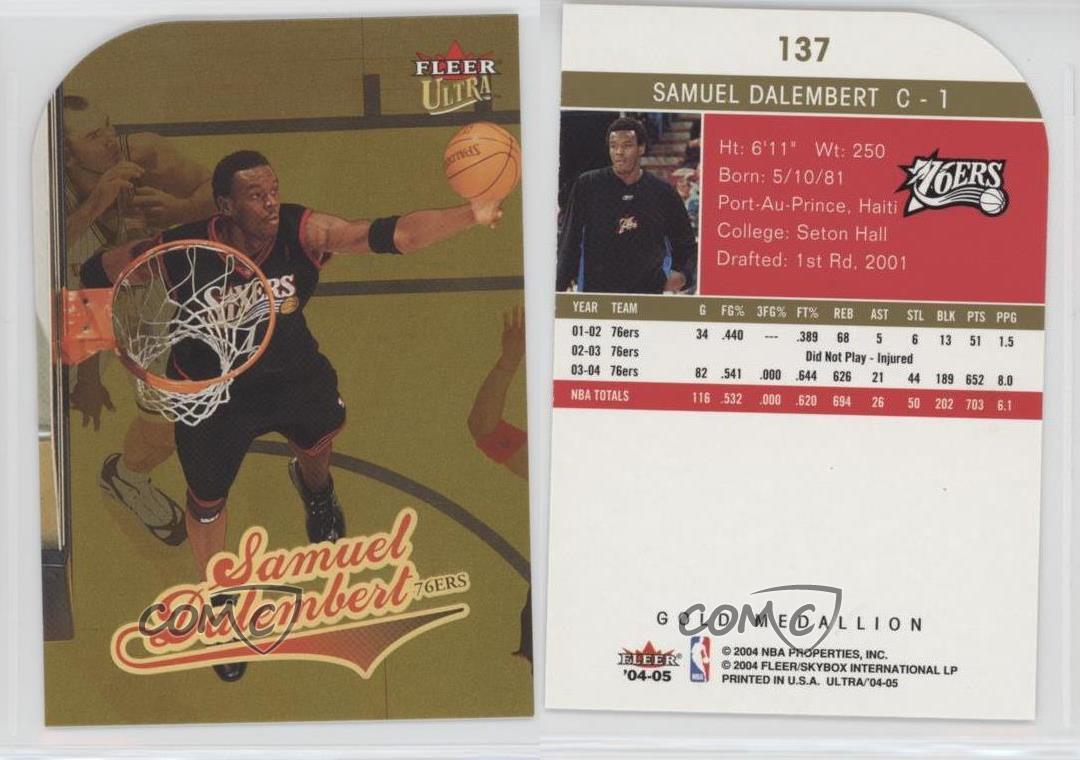 FLEER
ULTRA
SPALDING
SIXERS
Samuel
Dalembert
76ERS
COMC
137
SAMUEL DALEMBERT C - 1
Ht: 6'11" Wt: 250
Born: 5/10/81
Port-Au-Prince, Haiti
College: Seton Hall
Drafted: 1st Rd, 2001
76ERS
YEAR TEAM G FG% 3FG% FT% REB AST STL BLK PTS PPG
01-02 76ers 34 .440 --- .389 68 5 6 13 51 1.5
02-03 76ers Did Not Play - Injured
03-04 76ers 82 .541 .000 .644 626 21 44 189 652 8.0
NBA TOTALS 116 .532 .000 .620 694 26 50 202 703 6.1
GOLD MEDALLION
COMC
FLEER
'04-05
NBA
© 2004 NBA PROPERTIES, INC.
© 2004 FLEER/SKYBOX INTERNATIONAL LP
PRINTED IN U.S.A. ULTRA/'04-05